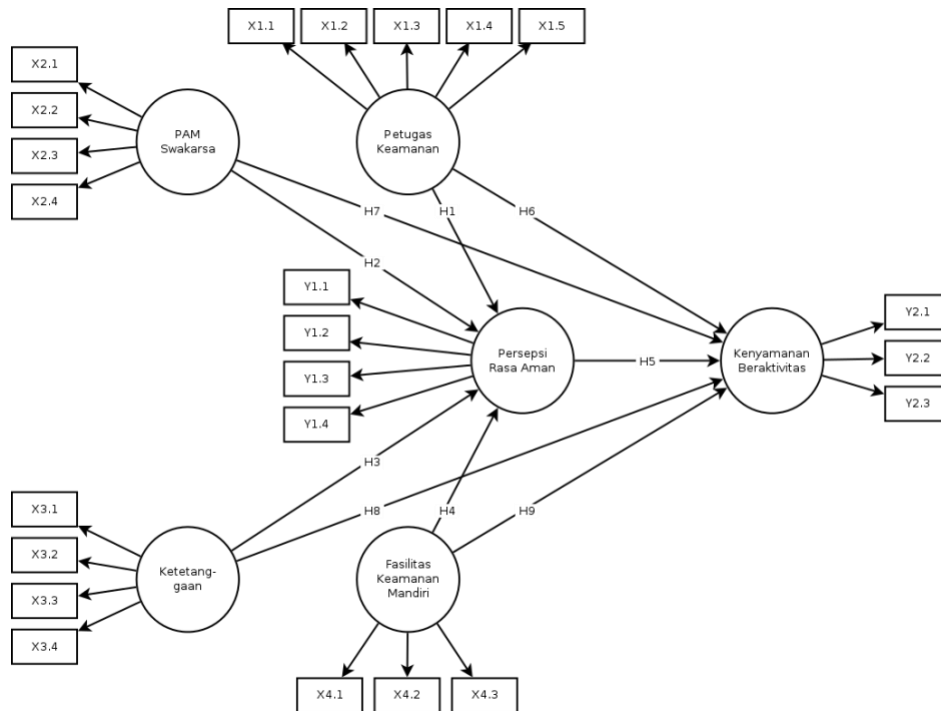 X1.1
X1.2
X1.3
X1.4
X1.5
X2.1
X2.2
X2.3
X2.4
PAM
Swakarsa
Petugas
Keamanan
H7
H1
H6
H2
Y1.1
Y1.2
Y1.3
Y1.4
Persepsi
Rasa Aman
H5
Kenyamanan
Beraktivitas
Y2.1
Y2.2
Y2.3
H3
H8
H4
H9
X3.1
X3.2
X3.3
X3.4
Ketetang-
gaan
Fasilitas
Keamanan
Mandiri
X4.1
X4.2
X4.3